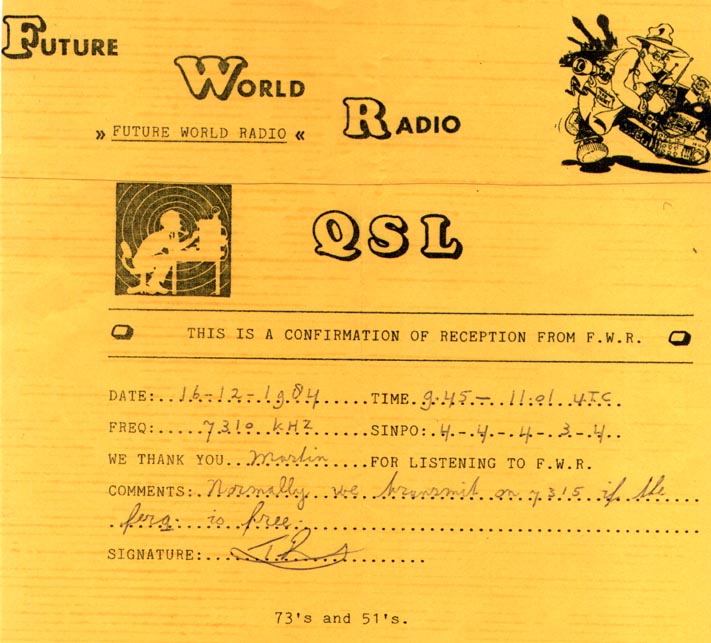 FUTURE
WORLD
RADIO
» FUTURE WORLD RADIO «
QSL
THIS IS A CONFIRMATION OF RECEPTION FROM F.W.R.
DATE: 16-12-1984 TIME 9.45 - 11.01 UTC
FREQ: 7310 kHz SINPO: 4-4-4-3-4
WE THANK YOU Martin FOR LISTENING TO F.W.R.
COMMENTS: Normally we transmit on 7315 if the
is free.
SIGNATURE:
73's and 51's.